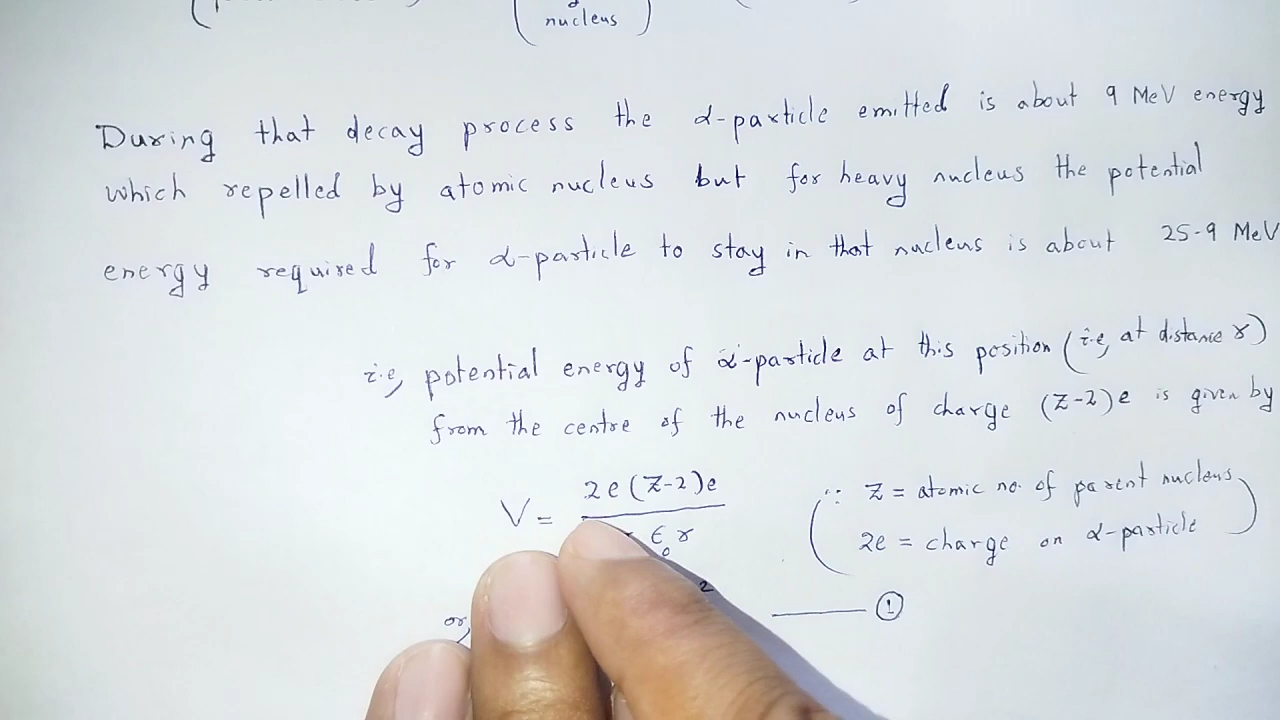 nucleus
During that decay process the α-particle emitted is about 9 MeV energy
which repelled by atomic nucleus but for heavy nucleus the potential
energy required for α-particle to stay in that nucleus is about 25-9 MeV
i.e, potential energy of α-particle at this position (i.e, at distance r)
from the centre of the nucleus of charge (Z-2)e is given by
V = 2e(Z-2)e
ε₀ r
(∵ Z = atomic no. of parent nucleus
2e = charge on α-particle)
or, 2 ——— ①